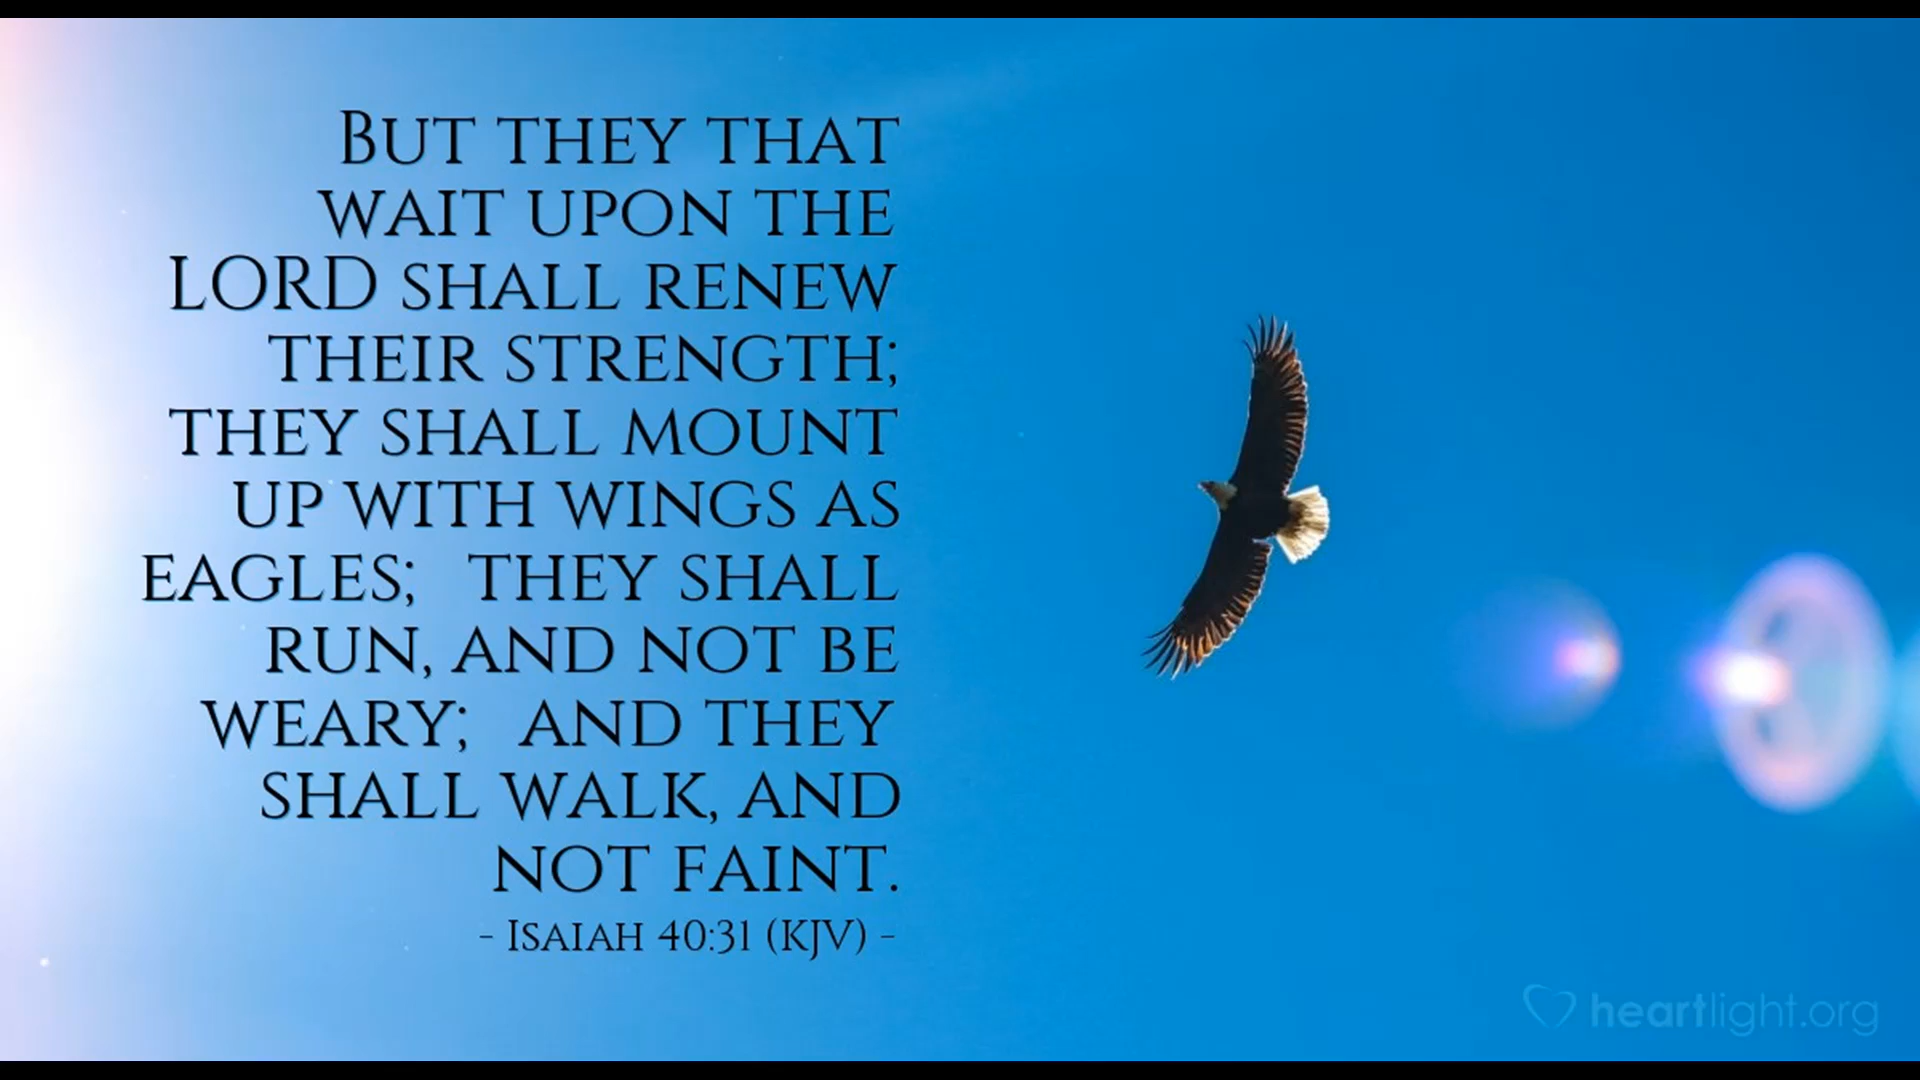 But they that
wait upon the
LORD shall renew
their strength;
they shall mount
up with wings as
eagles; they shall
run, and not be
weary; and they
shall walk, and
not faint.
- Isaiah 40:31 (KJV) -
heartlight.org